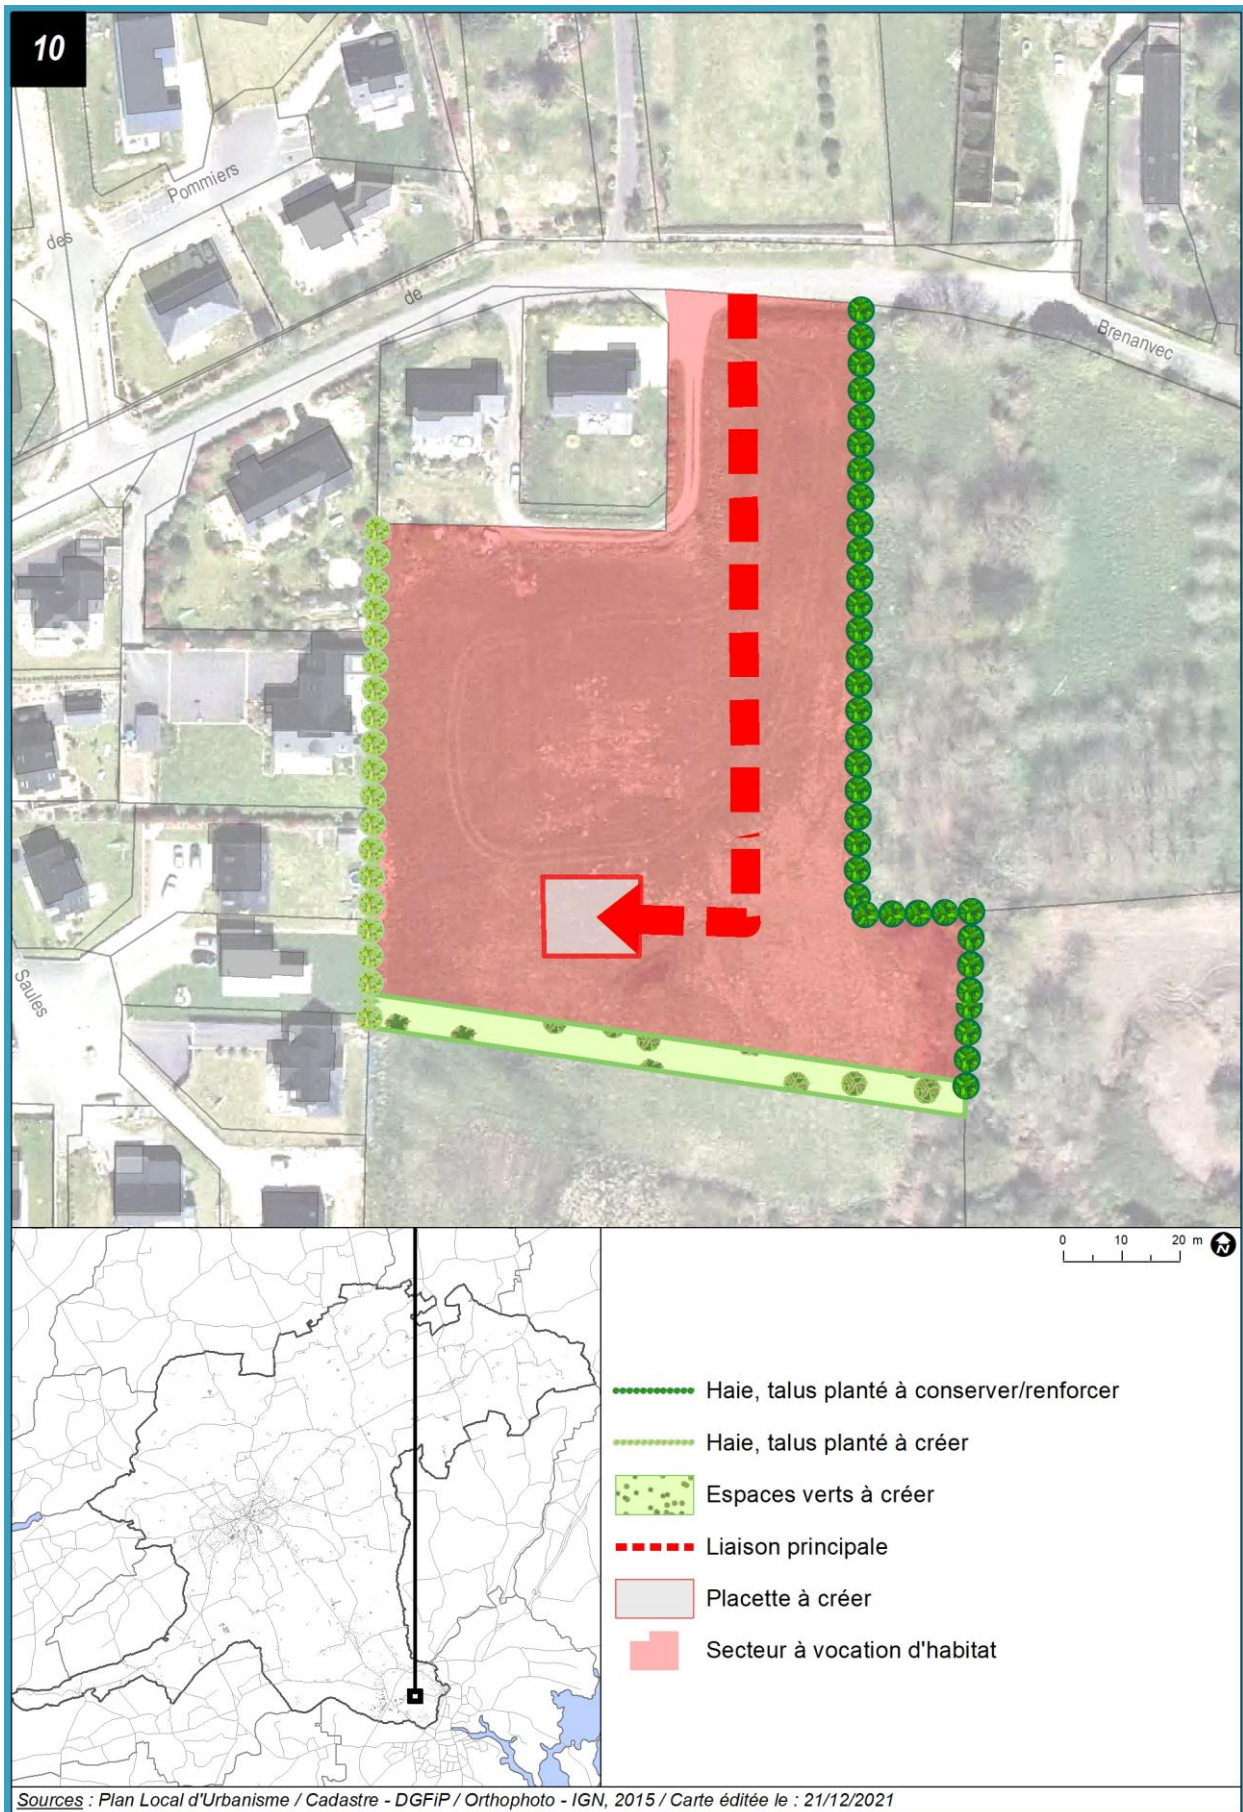 10
Pommiers
des
de
Brenanvec
Saules
0 10 20 m
N
Haie, talus planté à conserver/renforcer
Haie, talus planté à créer
Espaces verts à créer
Liaison principale
Placette à créer
Secteur à vocation d'habitat
Sources : Plan Local d'Urbanisme / Cadastre - DGFiP / Orthophoto - IGN, 2015 / Carte éditée le : 21/12/2021